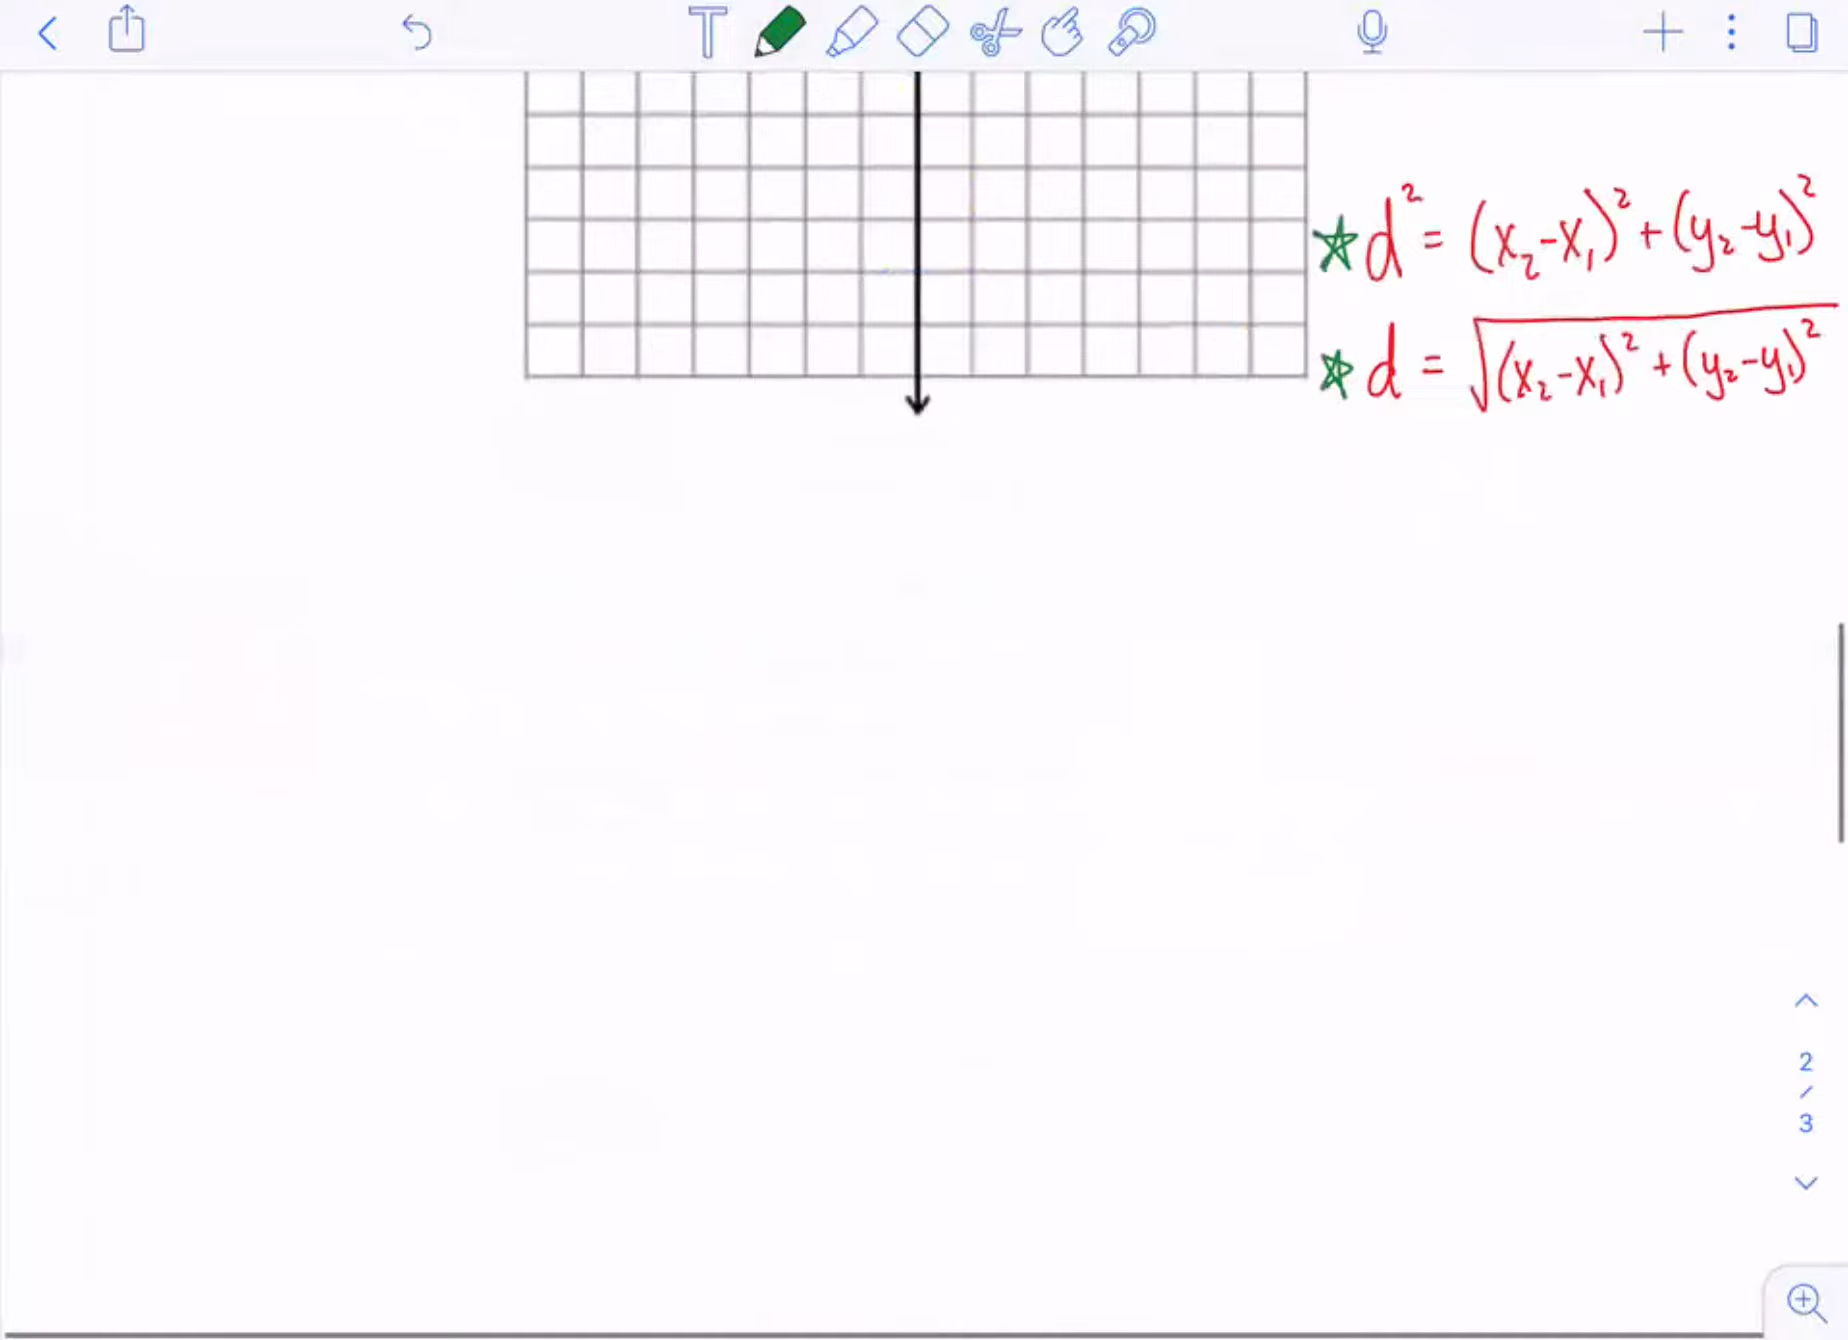 T
★ d² = (x₂-x₁)² + (y₂-y₁)²
★ d = √(x₂-x₁)² + (y₂-y₁)²
2
/
3